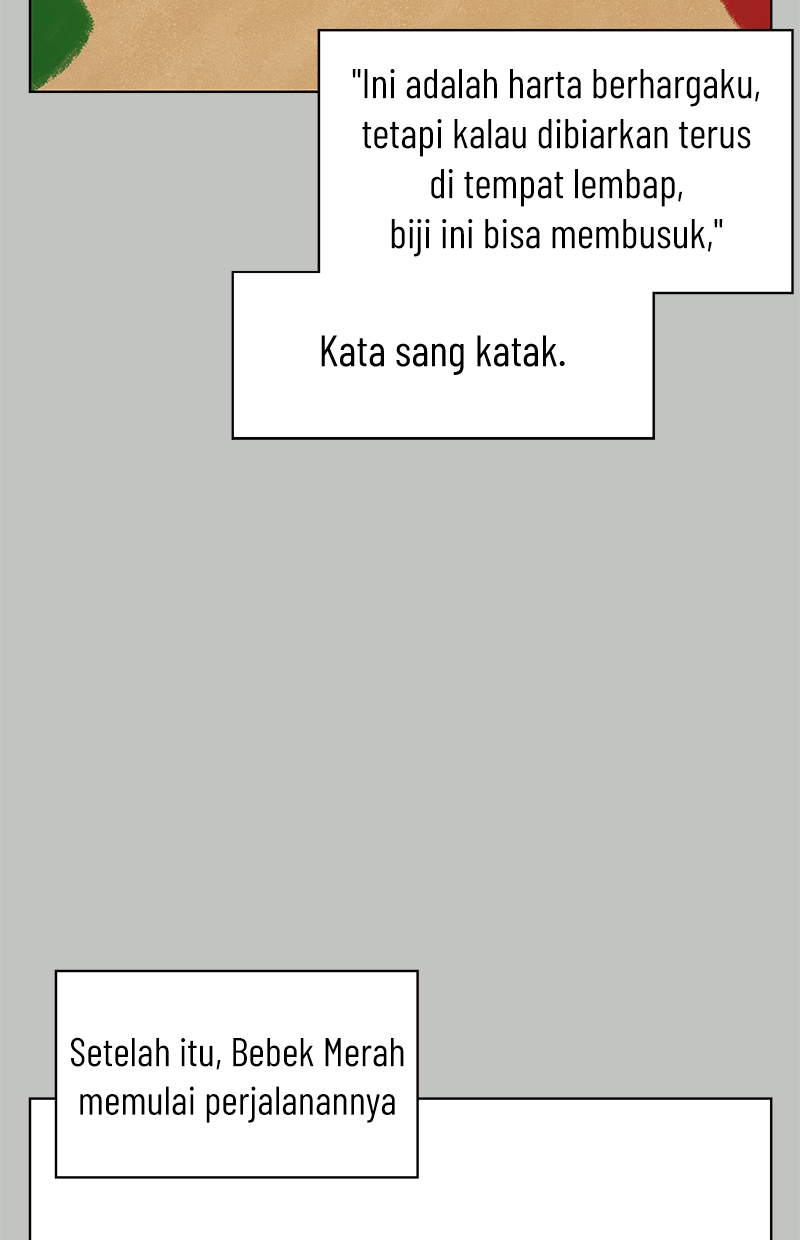 "Ini adalah harta berhargaku,
tetapi kalau dibiarkan terus
di tempat lembap,
biji ini bisa membusuk,"
Kata sang katak.
Setelah itu, Bebek Merah
memulai perjalanannya